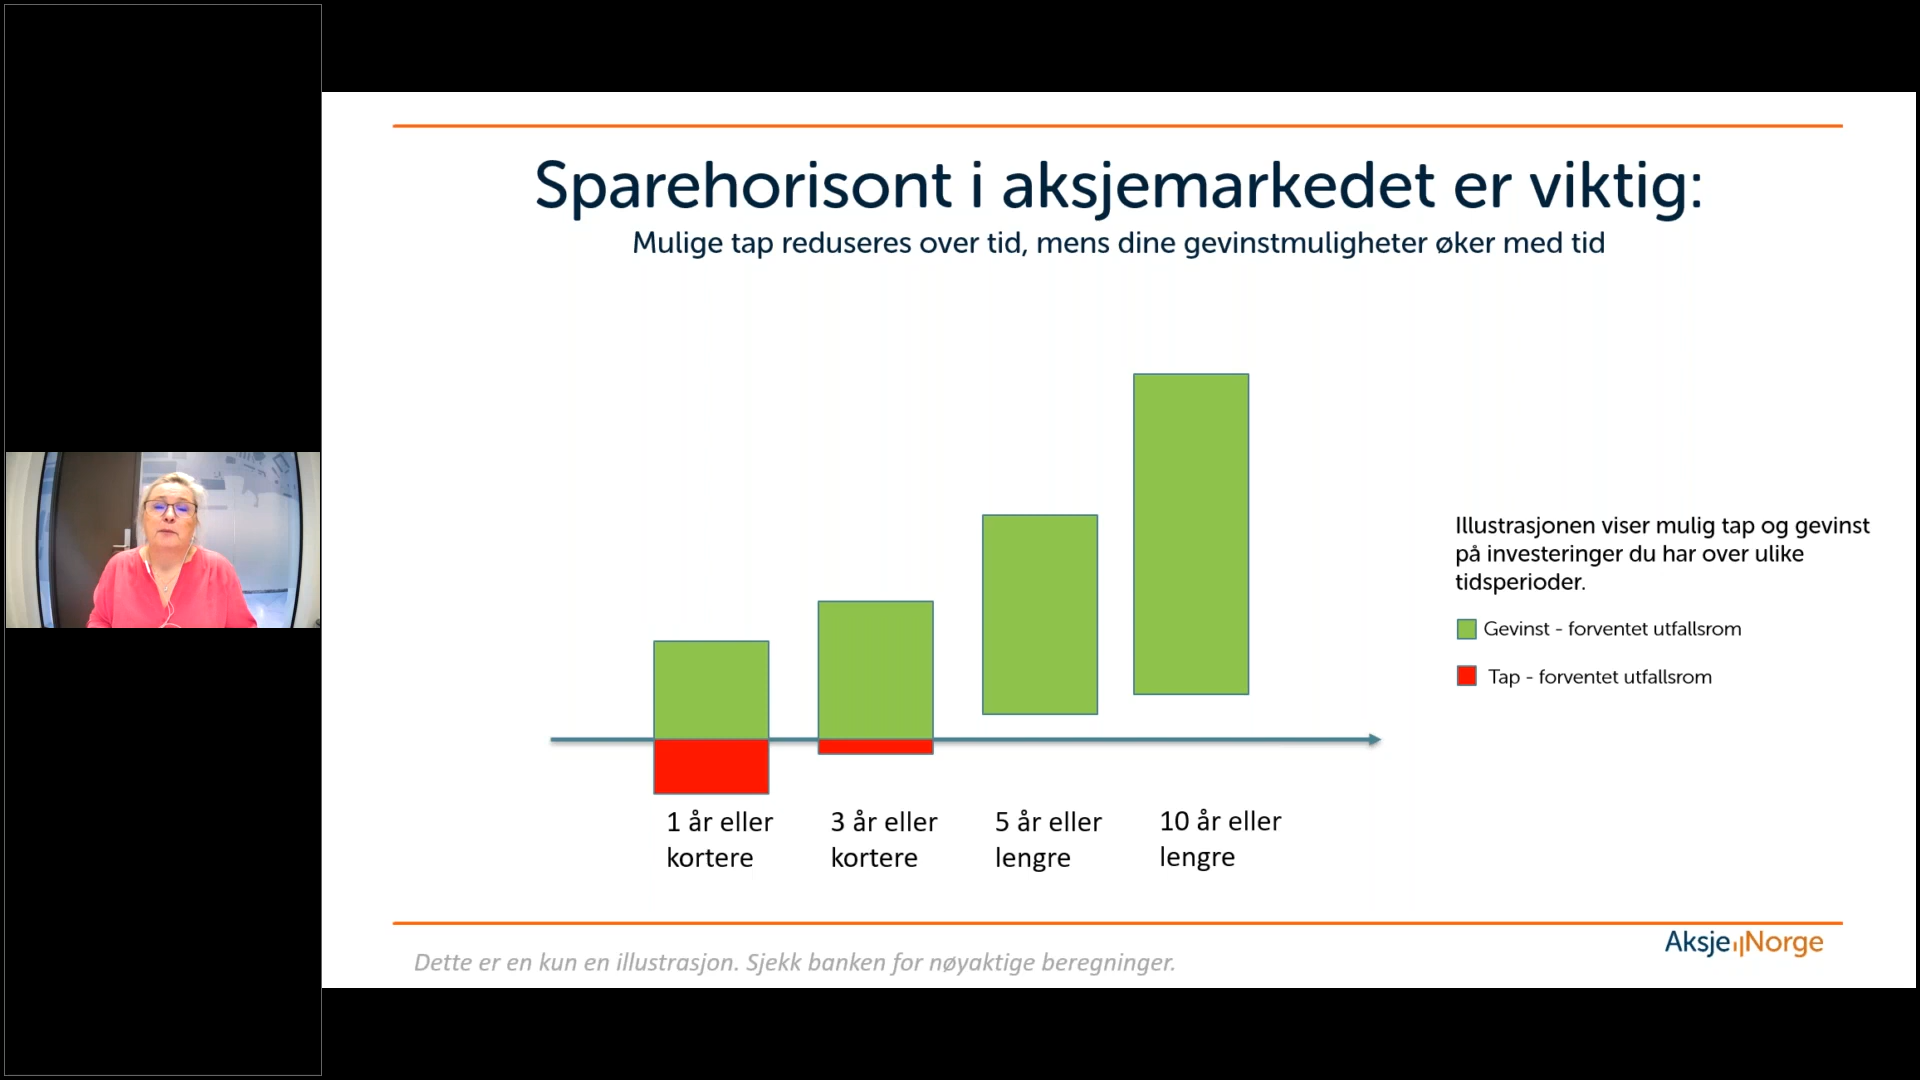 Sparehorisont i aksjemarkedet er viktig:
Mulige tap reduseres over tid, mens dine gevinstmuligheter øker med tid
Illustrasjonen viser mulig tap og gevinst
på investeringer du har over ulike
tidsperioder.
Gevinst - forventet utfallsrom
Tap - forventet utfallsrom
1 år eller
kortere
3 år eller
kortere
5 år eller
lengre
10 år eller
lengre
AksjeNorge
Dette er en kun en illustrasjon. Sjekk banken for nøyaktige beregninger.